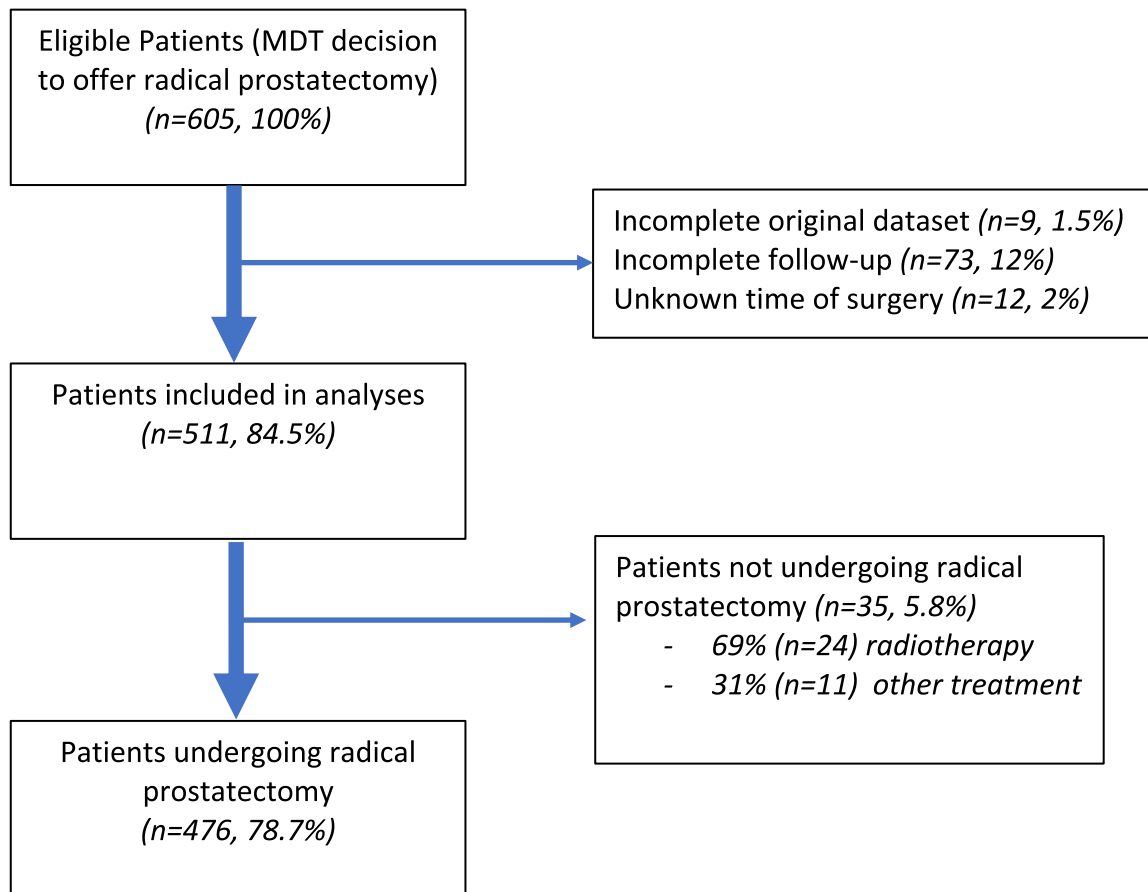 Eligible Patients (MDT decision
to offer radical prostatectomy)
(n=605, 100%)
Incomplete original dataset (n=9, 1.5%)
Incomplete follow-up (n=73, 12%)
Unknown time of surgery (n=12, 2%)
Patients included in analyses
(n=511, 84.5%)
Patients not undergoing radical
prostatectomy (n=35, 5.8%)
- 69% (n=24) radiotherapy
- 31% (n=11) other treatment
Patients undergoing radical
prostatectomy
(n=476, 78.7%)